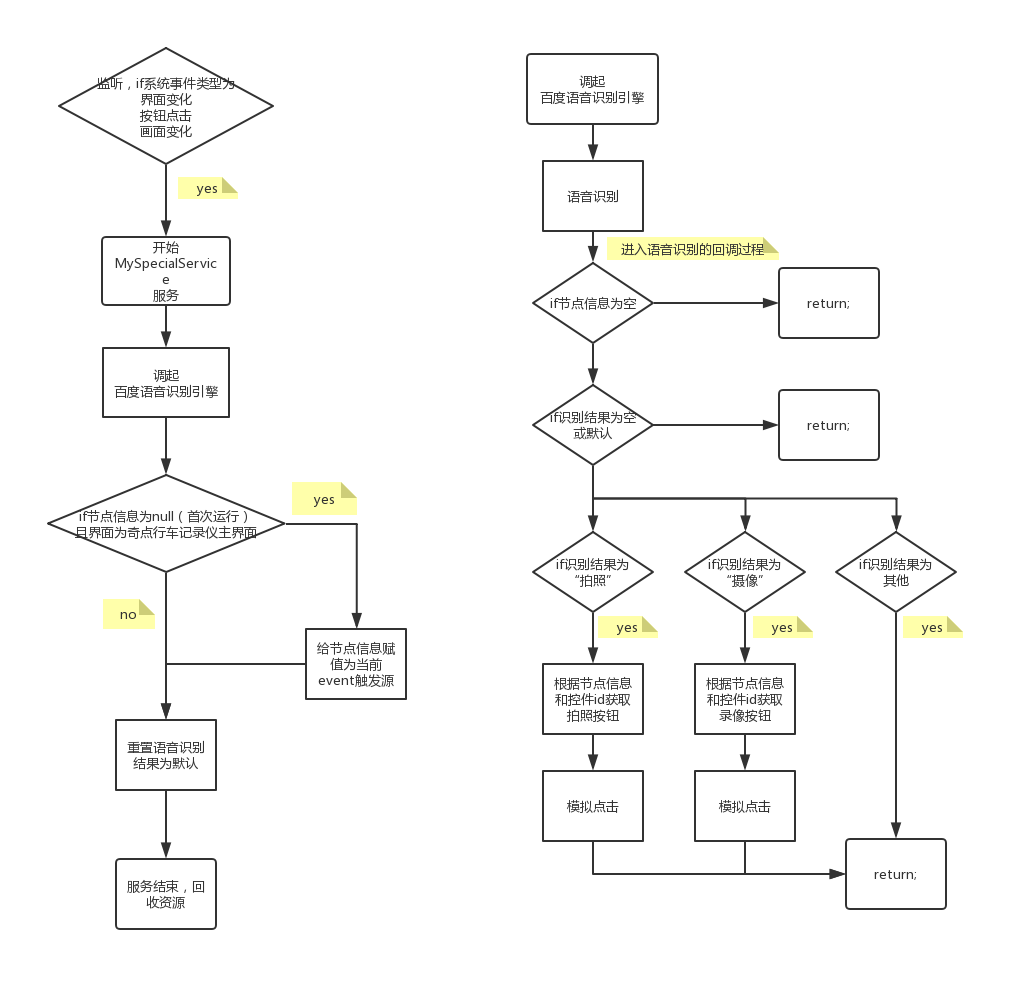 监听，if系统事件类型为
界面变化
按钮点击
画面变化
yes
开始
MySpecialServic
e
服务
调起
百度语音识别引擎
if节点信息为null（首次运行）
且界面为奇点行车记录仪主界面
yes
no
给节点信息赋
值为当前
event触发源
重置语音识别
结果为默认
服务结束，回
收资源
调起
百度语音识别引擎
语音识别
进入语音识别的回调过程
if节点信息为空
return;
if识别结果为空
或默认
return;
if识别结果为
“拍照”
if识别结果为
“摄像”
if识别结果为
其他
yes
yes
yes
根据节点信息
和控件id获取
拍照按钮
根据节点信息
和控件id获取
录像按钮
模拟点击
模拟点击
return;